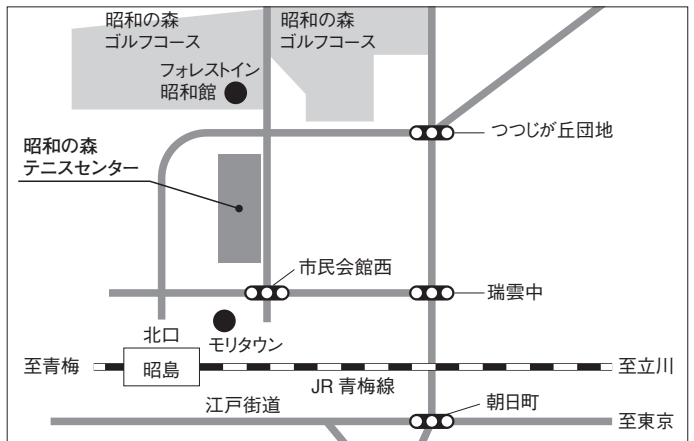 昭和の森
ゴルフコース
昭和の森
ゴルフコース
フォレストイン
昭和館
つつじが丘団地
昭和の森
テニスセンター
市民会館西
瑞雲中
北口
モリタウン
至青梅
昭島
JR 青梅線
至立川
江戸街道
朝日町
至東京